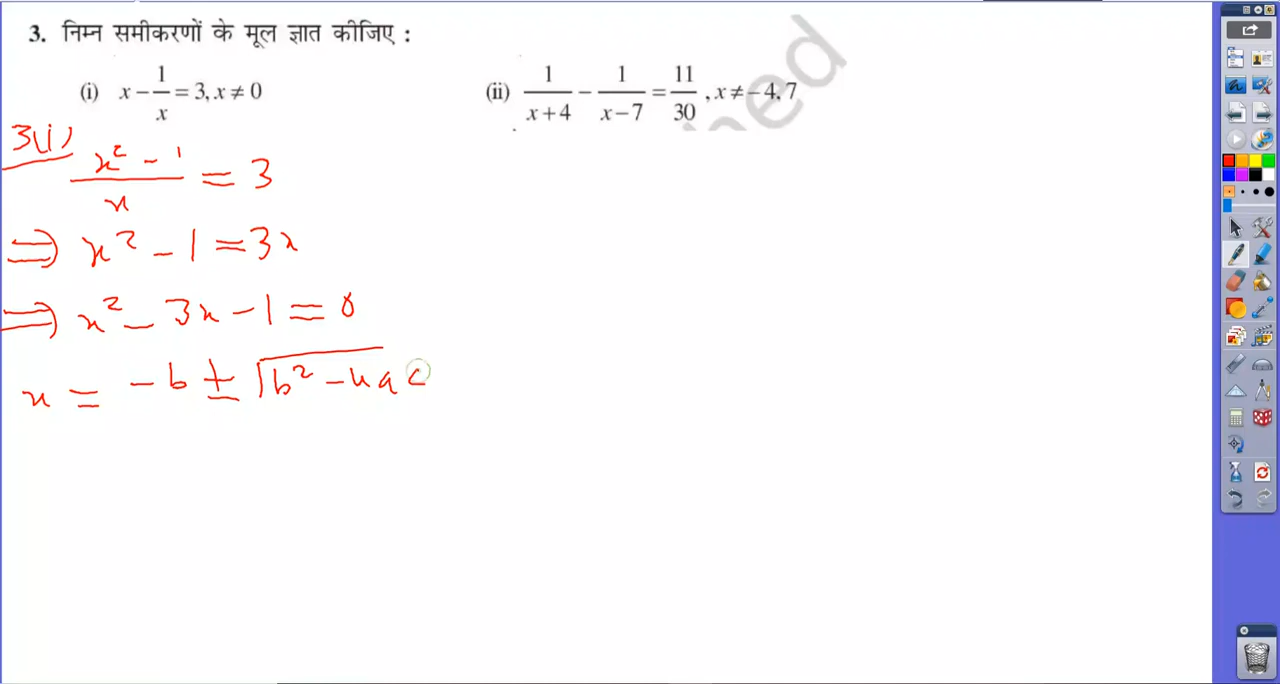 3. निम्न समीकरणों के मूल ज्ञात कीजिए :
(i) x − 1/x = 3, x ≠ 0 (ii) 1/(x+4) − 1/(x−7) = 11/30 , x ≠ − 4, 7
3(i)
(x² − 1)/x = 3
⇒ x² − 1 = 3x
⇒ x² − 3x − 1 = 0
x = − b ± √b² − 4ac